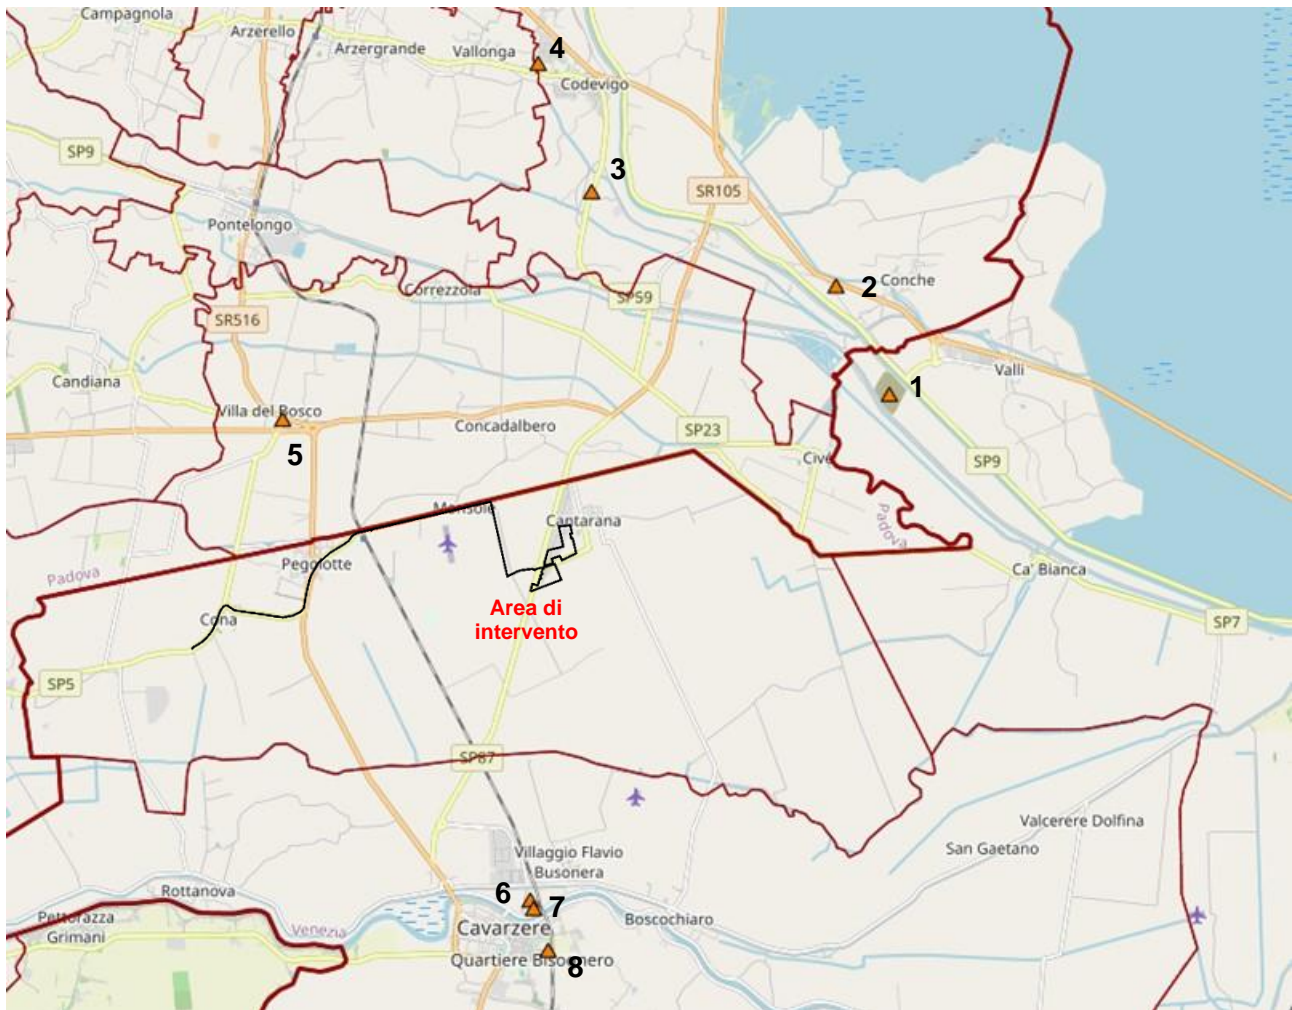 Campagnola
Arzerello
Arzergrande
Vallonga
4
Codevigo
SP9
3
SR105
Pontelongo
Conche
2
Correzzola
SP59
SR516
Valli
Candiana
1
Villa del Bosco
Concadalbero
SP23
5
Civè
SP9
Monsole
Cantarana
Padova
Pegolotte
Padova
Ca' Bianca
Area di
intervento
Cona
SP7
SP5
SP87
Valcerere Dolfina
San Gaetano
Villaggio Flavio
Busonera
Rottanova
6
7
Pettorazza
Grimani
Venezia
Boscochiaro
Cavarzere
Quartiere Bisognero
8